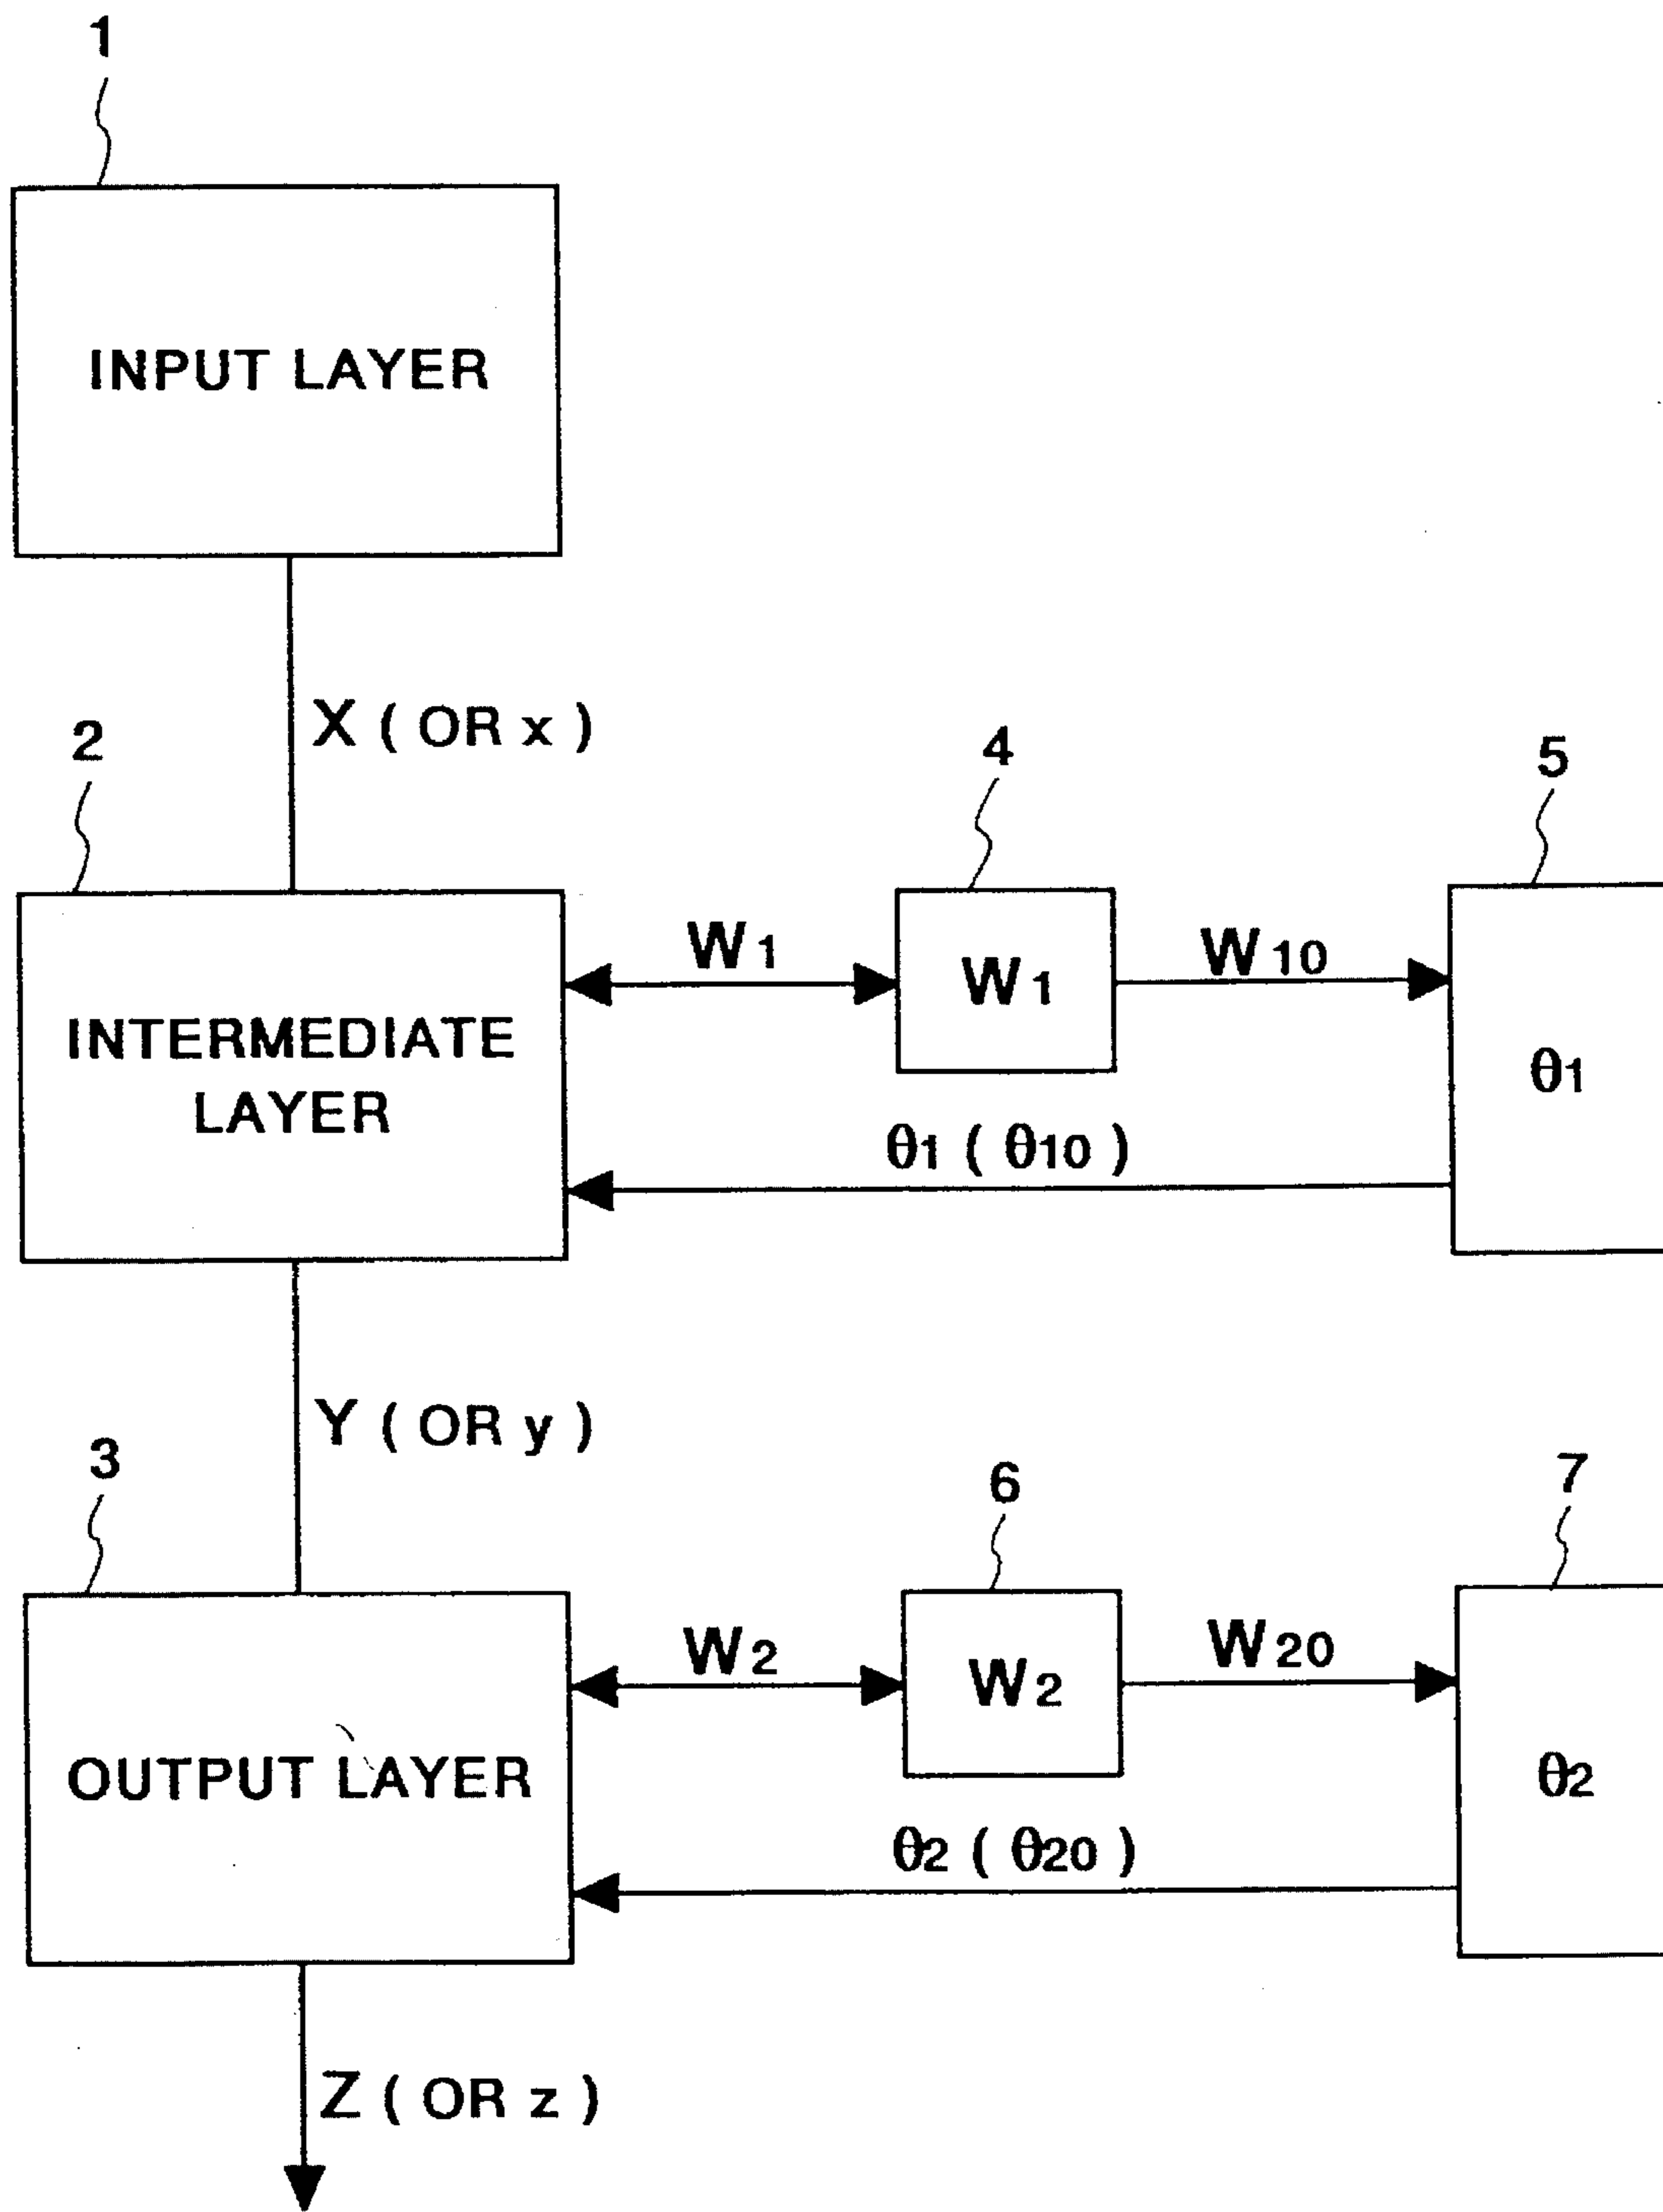 1
INPUT LAYER
X ( OR x )
2
4
5
W1
W1
W10
INTERMEDIATE
LAYER
θ1
θ1 ( θ10 )
Y ( OR y )
3
6
7
W2
W2
W20
OUTPUT LAYER
θ2
θ2 ( θ20 )
Z ( OR z )